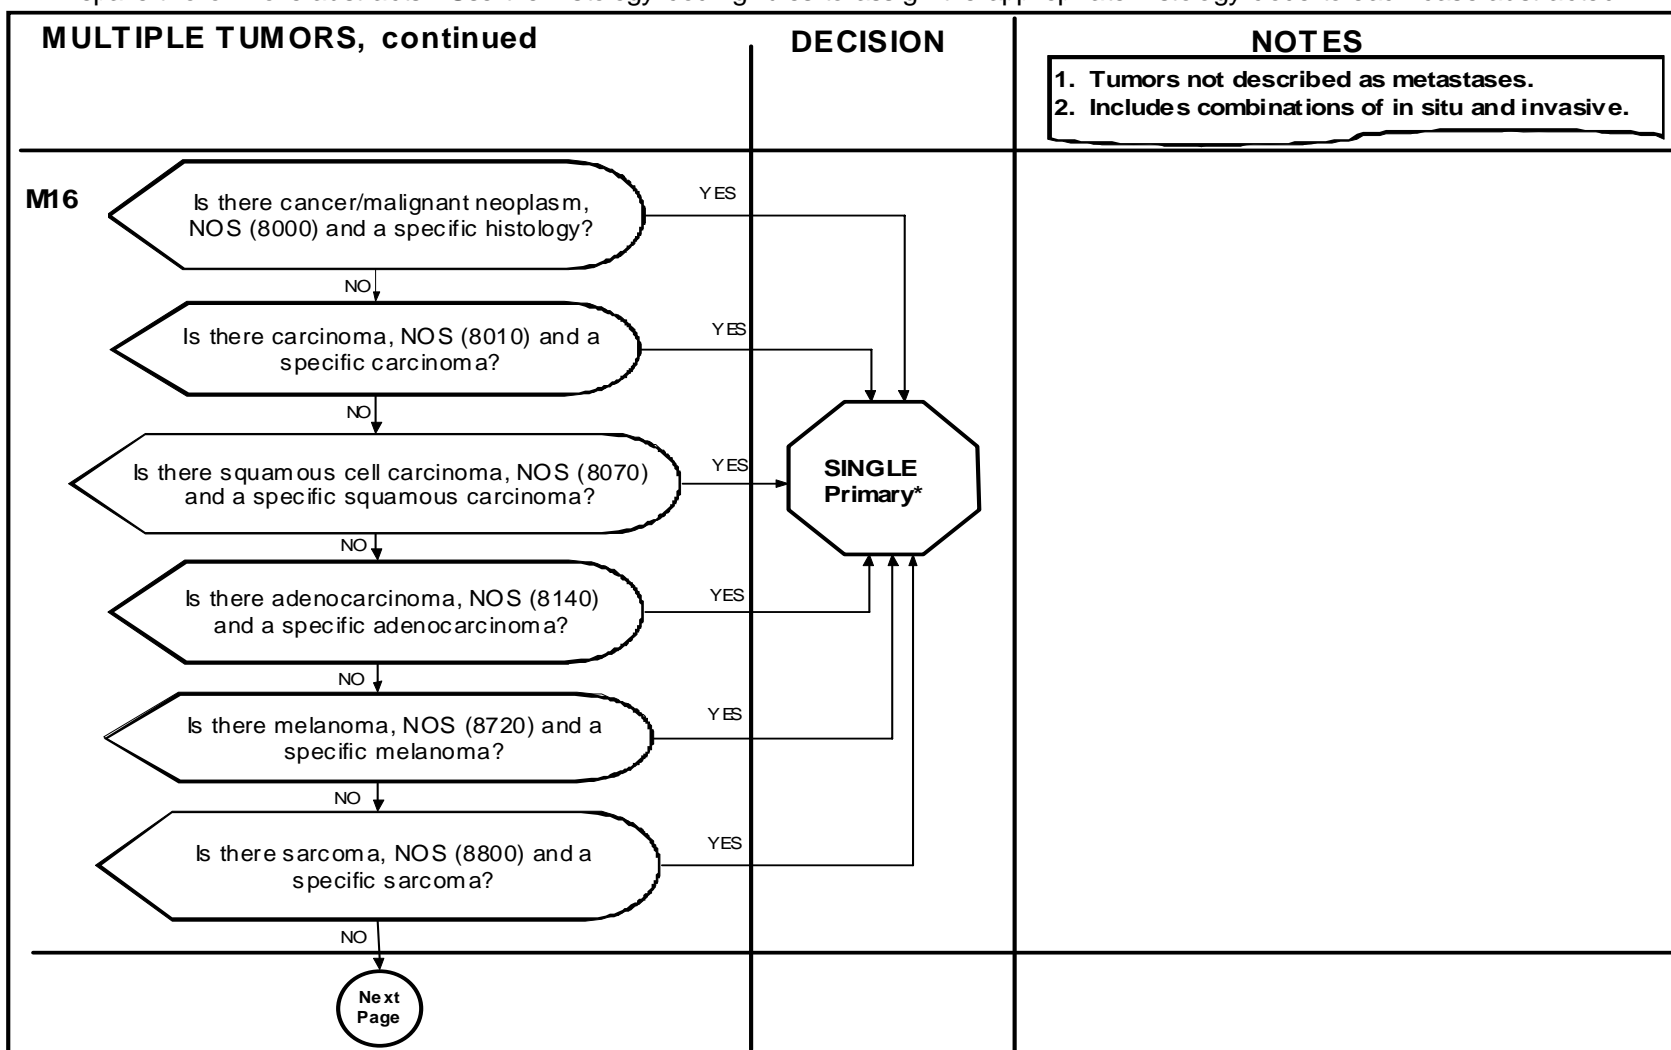 MULTIPLE TUMORS, continued
DECISION
NOTES
1. Tumors not described as metastases.
2. Includes combinations of in situ and invasive.
M16
Is there cancer/malignant neoplasm,
NOS (8000) and a specific histology?
YES
NO
Is there carcinoma, NOS (8010) and a
specific carcinoma?
YES
NO
Is there squamous cell carcinoma, NOS (8070)
and a specific squamous carcinoma?
YES
SINGLE
Primary*
NO
Is there adenocarcinoma, NOS (8140)
and a specific adenocarcinoma?
YES
NO
Is there melanoma, NOS (8720) and a
specific melanoma?
YES
NO
Is there sarcoma, NOS (8800) and a
specific sarcoma?
YES
NO
Next
Page